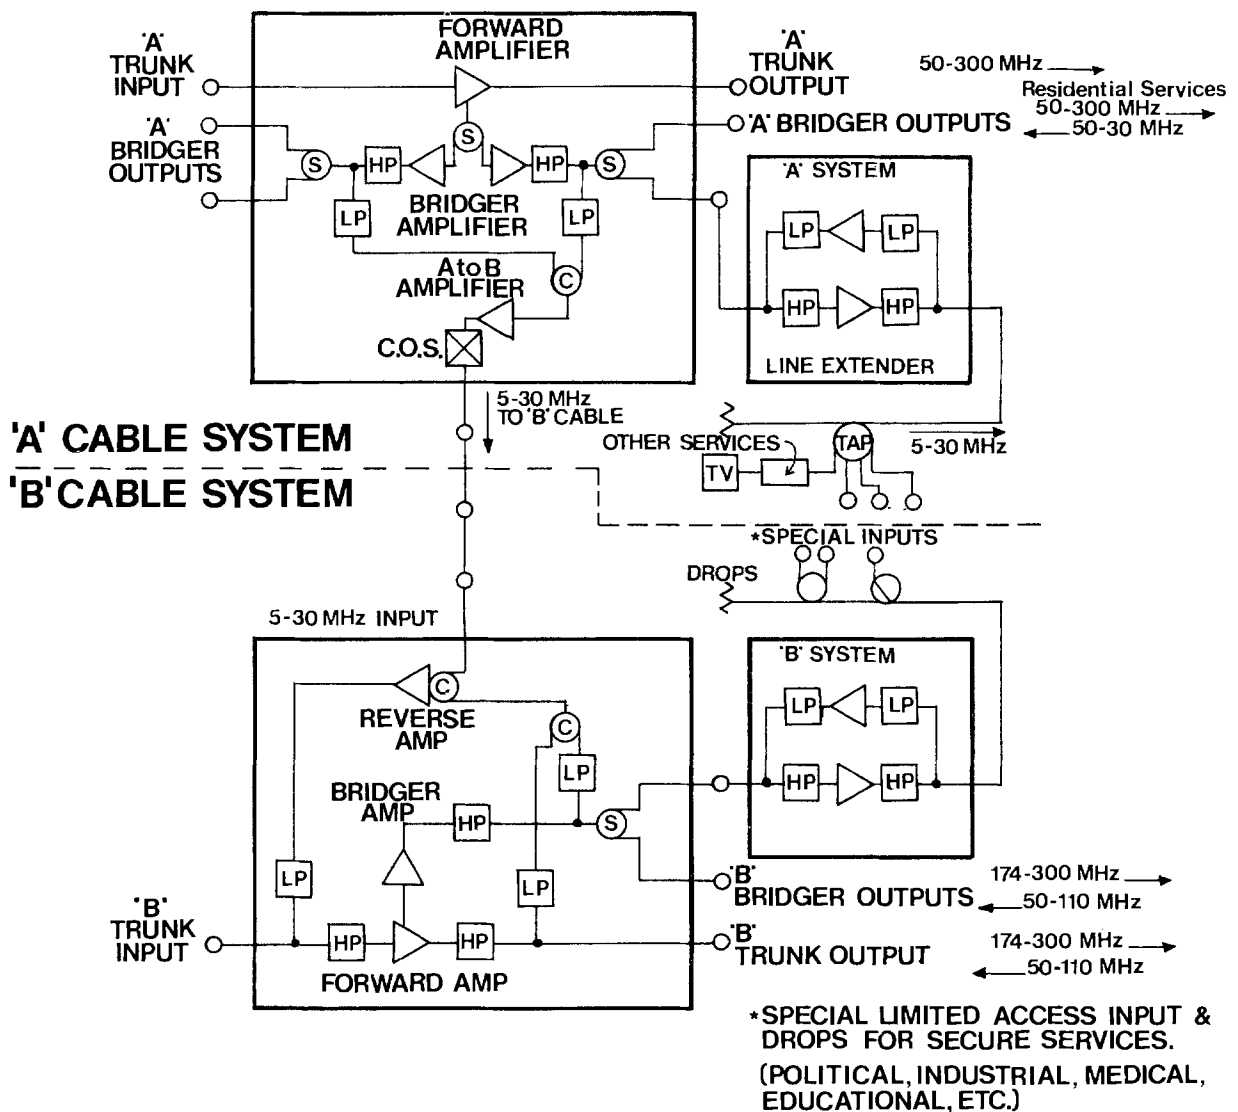 FORWARD
AMPLIFIER
'A'
TRUNK
INPUT
'A'
TRUNK
OUTPUT
50-300 MHz
Residential Services
50-300 MHz
50-30 MHz
'A'
BRIDGER
OUTPUTS
S
HP
HP
S
'A' BRIDGER OUTPUTS
LP
BRIDGER
AMPLIFIER
LP
A to B
AMPLIFIER
C
C.O.S.
'A' SYSTEM
LP
LP
HP
HP
LINE EXTENDER
5-30 MHz
TO 'B' CABLE
'A' CABLE SYSTEM
'B' CABLE SYSTEM
OTHER SERVICES
TAP
5-30 MHz
TV
*SPECIAL INPUTS
DROPS
5-30 MHz INPUT
C
REVERSE
AMP
C
LP
BRIDGER
AMP
HP
S
LP
LP
'B' SYSTEM
LP
LP
HP
HP
'B'
TRUNK
INPUT
HP
HP
FORWARD AMP
'B'
BRIDGER OUTPUTS
174-300 MHz
50-110 MHz
'B'
TRUNK OUTPUT
174-300 MHz
50-110 MHz
*SPECIAL LIMITED ACCESS INPUT &
DROPS FOR SECURE SERVICES.
(POLITICAL, INDUSTRIAL, MEDICAL,
EDUCATIONAL, ETC.)
S